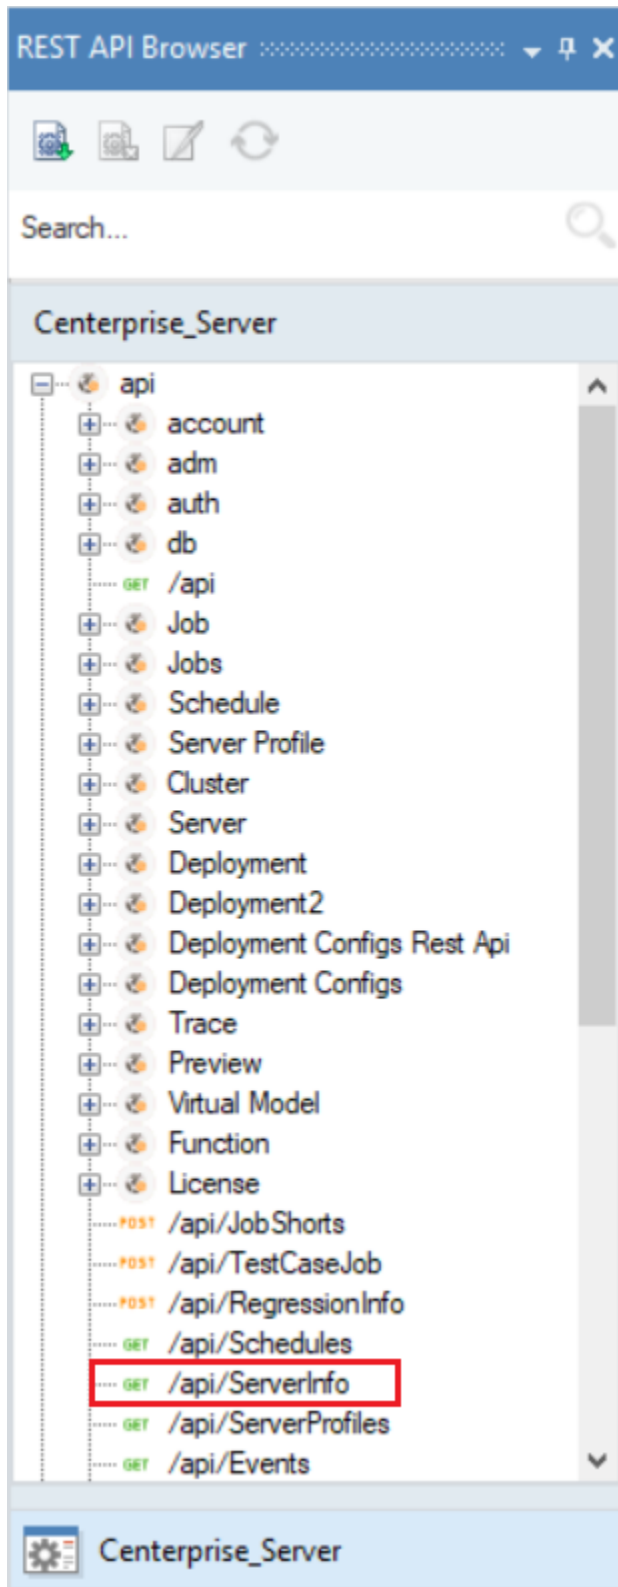 REST API Browser
Search...
Centerprise_Server
api
account
adm
auth
db
GET /api
Job
Jobs
Schedule
Server Profile
Cluster
Server
Deployment
Deployment2
Deployment Configs Rest Api
Deployment Configs
Trace
Preview
Virtual Model
Function
License
POST /api/JobShorts
POST /api/TestCaseJob
POST /api/RegressionInfo
GET /api/Schedules
GET /api/ServerInfo
GET /api/ServerProfiles
GET /api/Events
Centerprise_Server